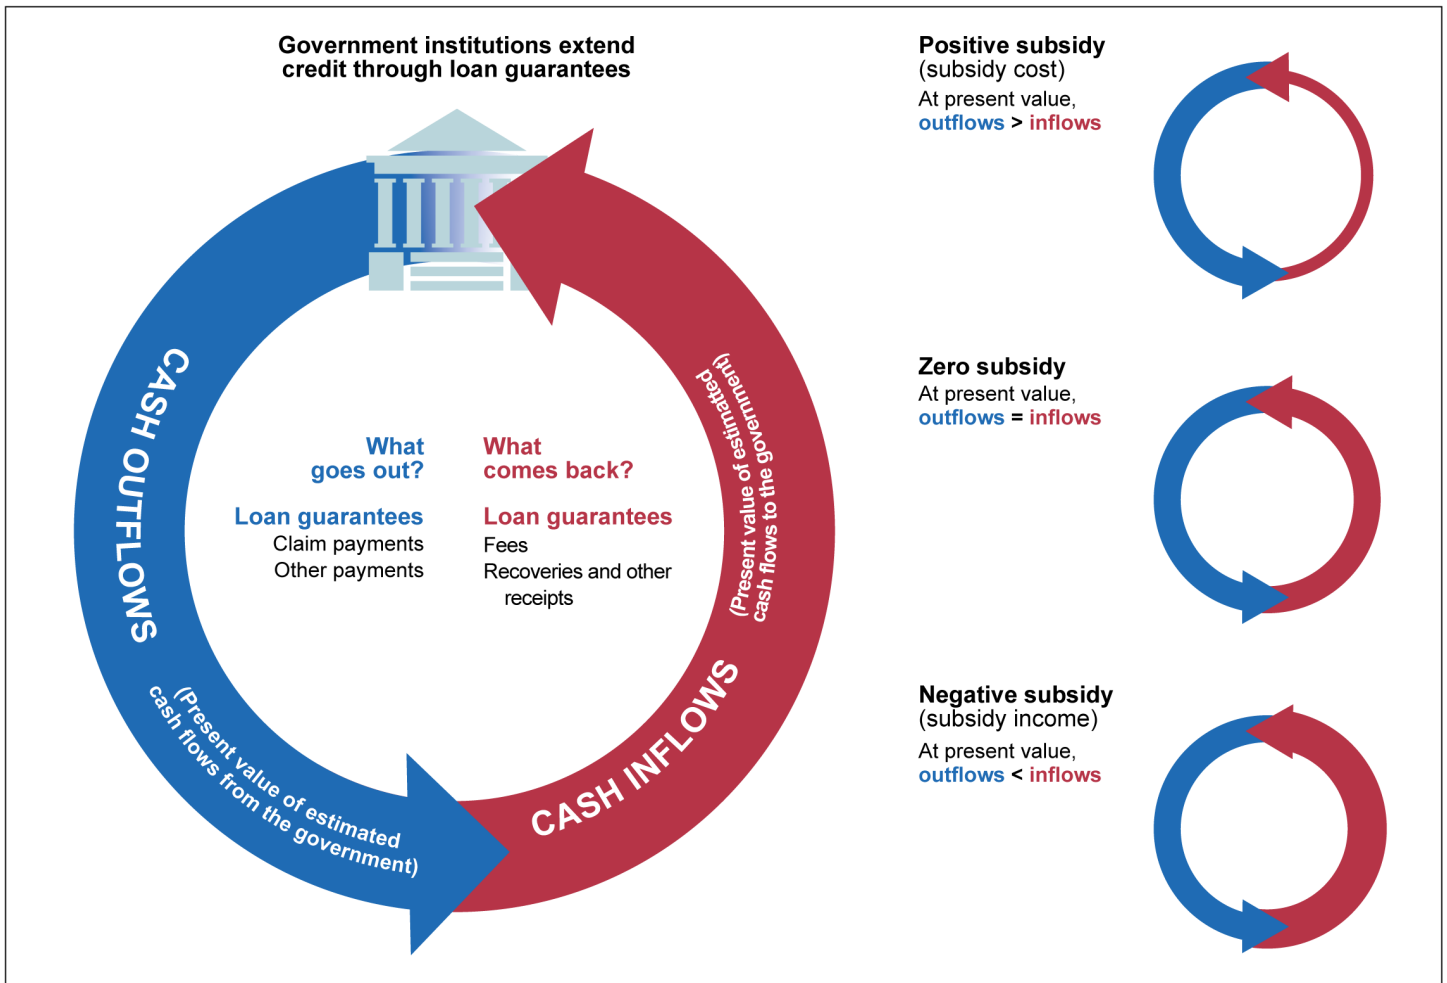 Government institutions extend
credit through loan guarantees
CASH OUTFLOWS
(Present value of estimated
cash flows from the government)
What
goes out?
Loan guarantees
Claim payments
Other payments
What
comes back?
Loan guarantees
Fees
Recoveries and other
receipts
CASH INFLOWS
(Present value of estimatted
cash flows to the government)
Positive subsidy
(subsidy cost)
At present value,
outflows > inflows
Zero subsidy
At present value,
outflows = inflows
Negative subsidy
(subsidy income)
At present value,
outflows < inflows